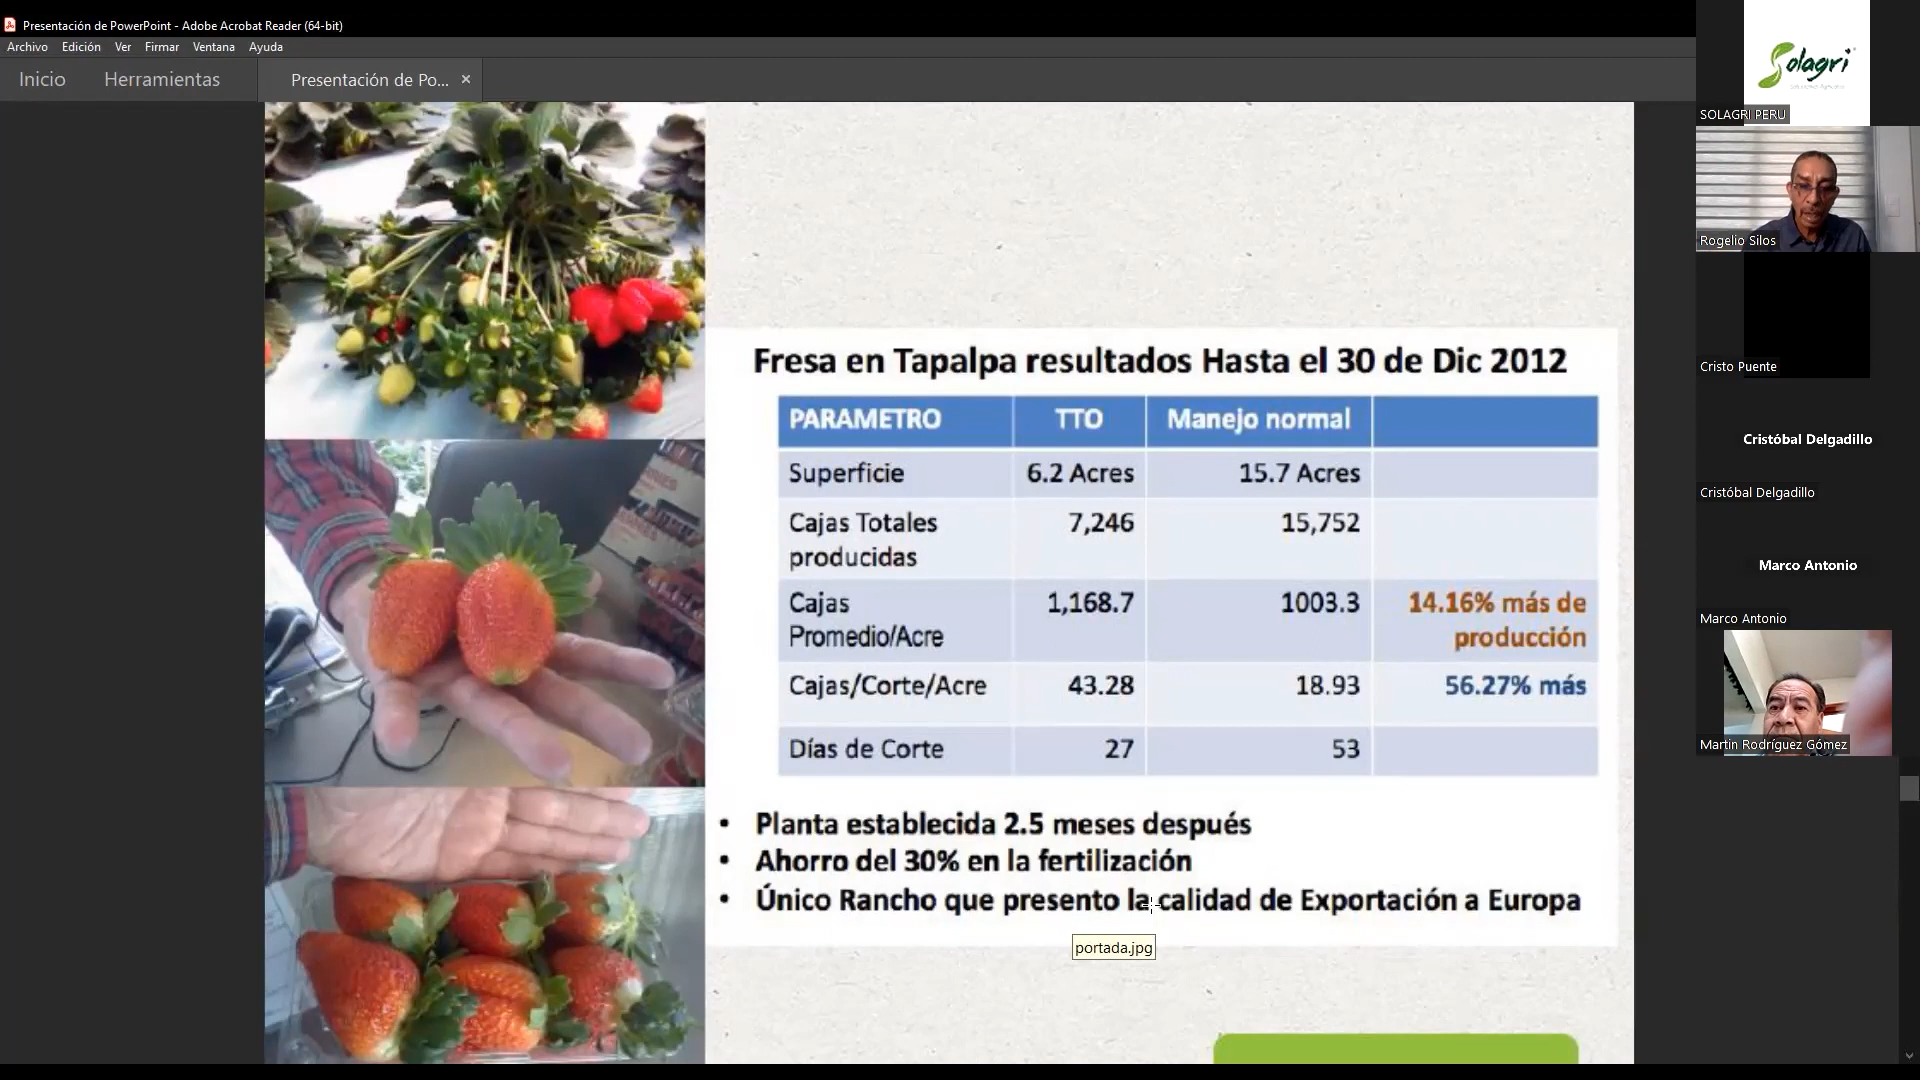 Presentación de PowerPoint - Adobe Acrobat Reader (64-bit)
Archivo Edición Ver Firmar Ventana Ayuda
Inicio Herramientas Presentación de Po... ×
Fresa en Tapalpa resultados Hasta el 30 de Dic 2012
PARAMETRO TTO Manejo normal
Superficie 6.2 Acres 15.7 Acres
Cajas Totales 7,246 15,752
producidas
Cajas 1,168.7 1003.3 14.16% más de
Promedio/Acre producción
Cajas/Corte/Acre 43.28 18.93 56.27% más
Días de Corte 27 53
• Planta establecida 2.5 meses después
• Ahorro del 30% en la fertilización
• Único Rancho que presento la calidad de Exportación a Europa
portada.jpg
Solagri
SOLAGRI PERU
Rogelio Silos
Cristo Puente
Cristóbal Delgadillo
Cristóbal Delgadillo
Marco Antonio
Marco Antonio
Martin Rodríguez Gómez